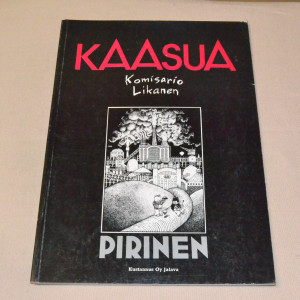 KAASUA
Komisario
Likanen
PIRINEN
Kustannus Oy Jalava